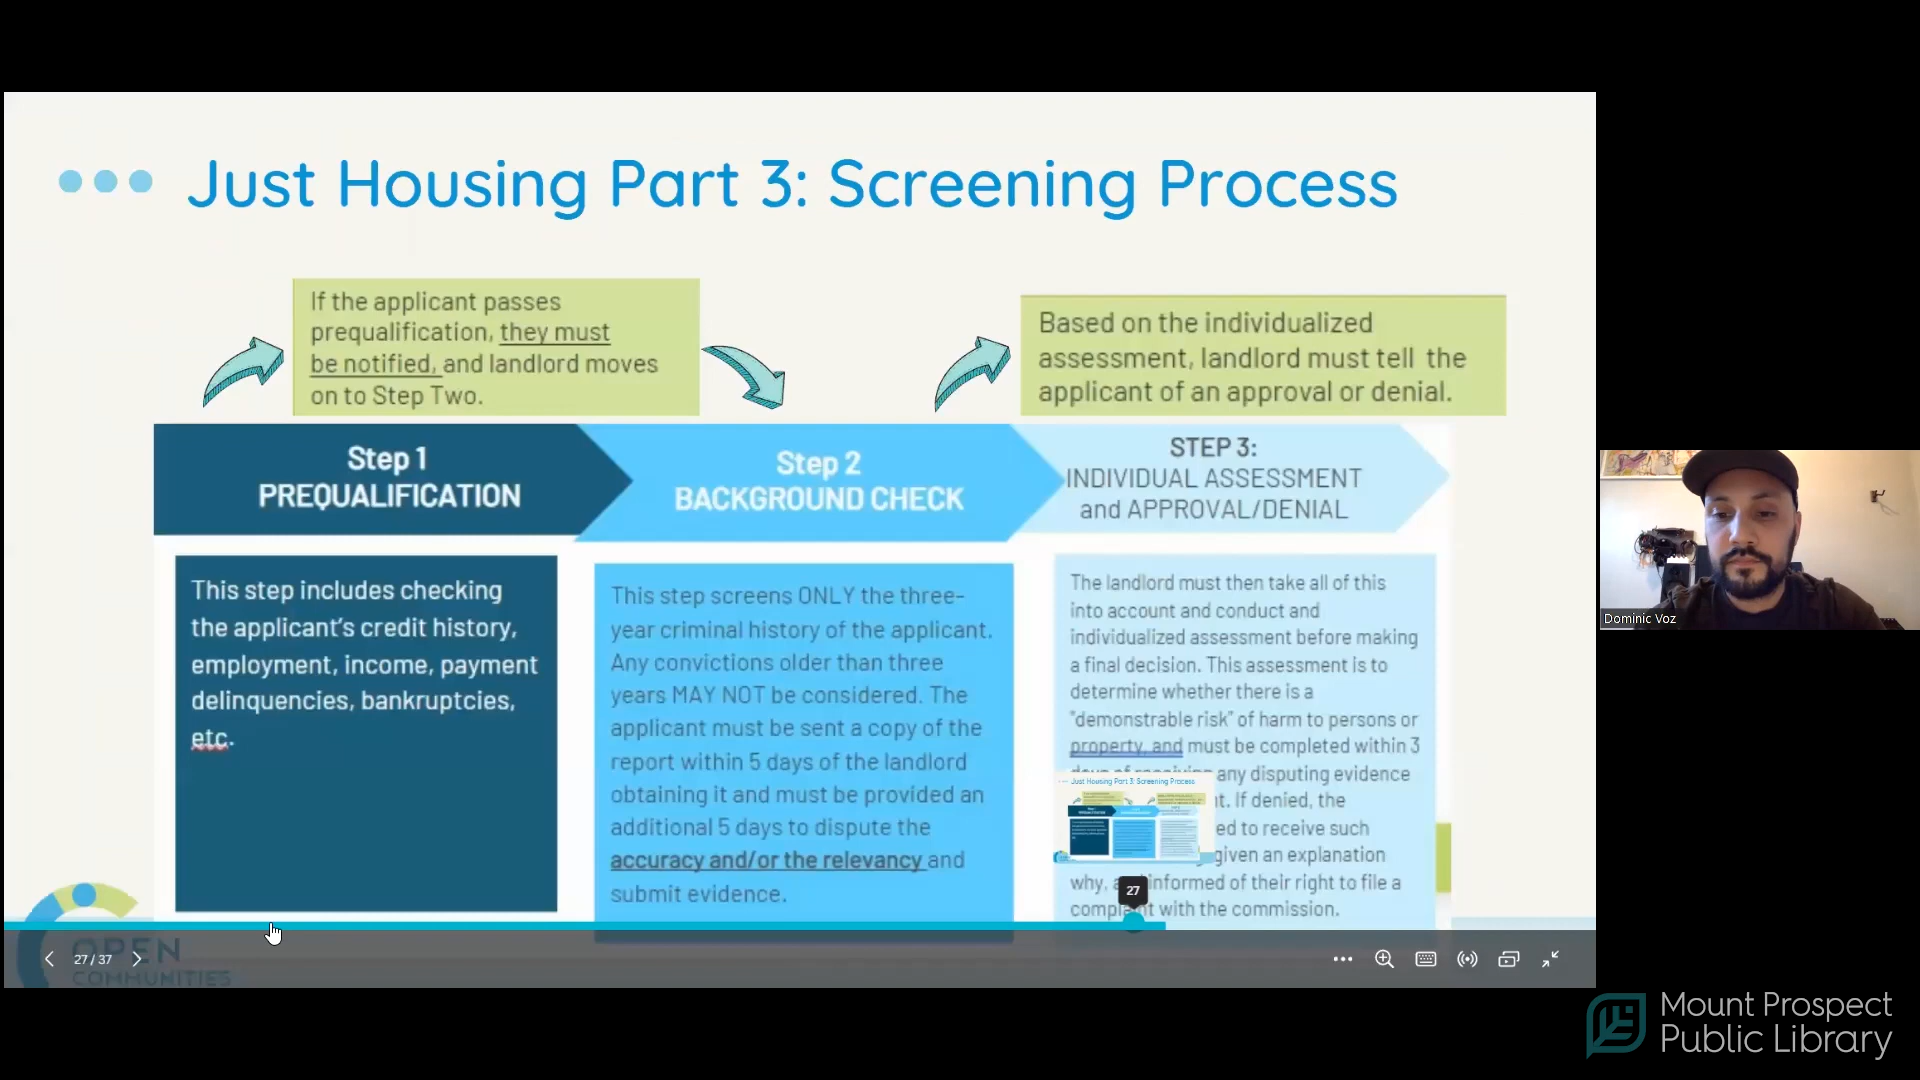 Just Housing Part 3: Screening Process
If the applicant passes
prequalification, they must
be notified, and landlord moves
on to Step Two.
Based on the individualized
assessment, landlord must tell the
applicant of an approval or denial.
Step 1
PREQUALIFICATION
Step 2
BACKGROUND CHECK
STEP 3:
INDIVIDUAL ASSESSMENT
and APPROVAL/DENIAL
This step includes checking
the applicant's credit history,
employment, income, payment
delinquencies, bankruptcies,
etc.
This step screens ONLY the three-
year criminal history of the applicant.
Any convictions older than three
years MAY NOT be considered. The
applicant must be sent a copy of the
report within 5 days of the landlord
obtaining it and must be provided an
additional 5 days to dispute the
accuracy and/or the relevancy and
submit evidence.
The landlord must then take all of this
into account and conduct and
individualized assessment before making
a final decision. This assessment is to
determine whether there is a
"demonstrable risk" of harm to persons or
property, and must be completed within 3
any disputing evidence
If denied, the
to receive such
given an explanation
why, informed of their right to file a
complaint with the commission.
Just Housing Part 3: Screening Process
27
OPEN
COMMUNITIES
27 / 37
Dominic Voz
Mount Prospect
Public Library